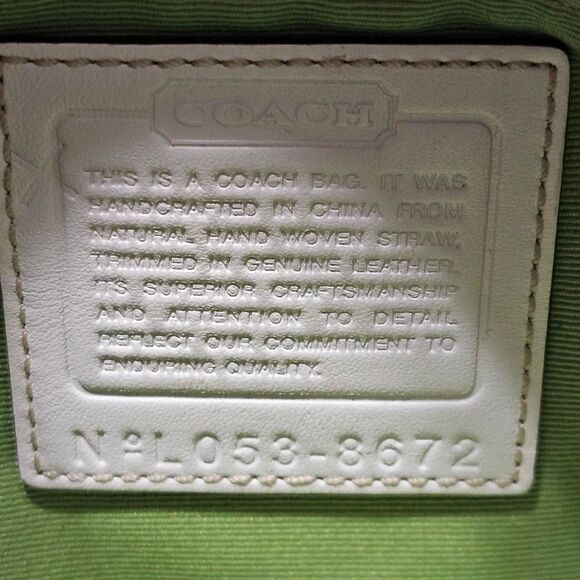 COACH
THIS IS A COACH BAG. IT WAS
HANDCRAFTED IN CHINA FROM
NATURAL HAND WOVEN STRAW,
TRIMMED IN GENUINE LEATHER.
ITS SUPERIOR CRAFTSMANSHIP
AND ATTENTION TO DETAIL
REFLECT OUR COMMITMENT TO
ENDURING QUALITY.
Nº L053-8672